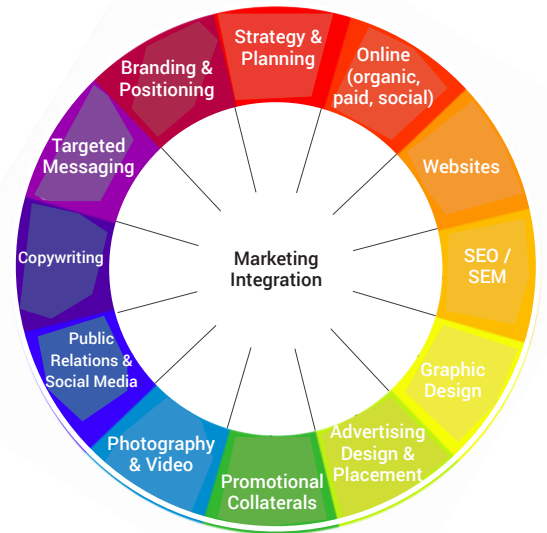 Strategy &
Planning
Online
(organic,
paid, social)
Websites
SEO /
SEM
Graphic
Design
Advertising
Design &
Placement
Promotional
Collaterals
Photography
& Video
Public
Relations &
Social Media
Copywriting
Targeted
Messaging
Branding &
Positioning
Marketing
Integration